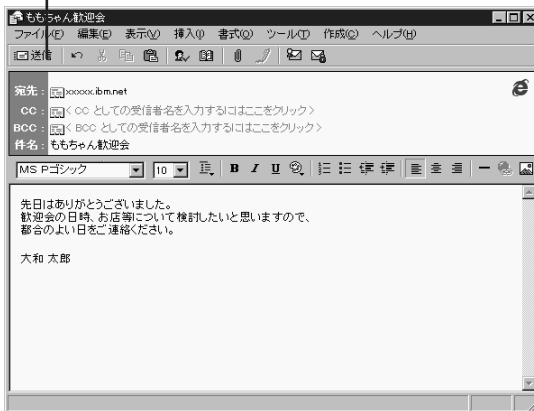 ももちゃん歓迎会
ファイル(F) 編集(E) 表示(V) 挿入(I) 書式(O) ツール(T) 作成(C) ヘルプ(H)
送信
宛先： xxxxx.ibm.net
CC： < CC としての受信者名を入力するにはここをクリック >
BCC： < BCC としての受信者名を入力するにはここをクリック >
件名： ももちゃん歓迎会
MS Pゴシック 10 B I U
先日はありがとうございました。
歓迎会の日時、お店等について検討したいと思いますので、
都合のよい日をご連絡ください。
大和 太郎